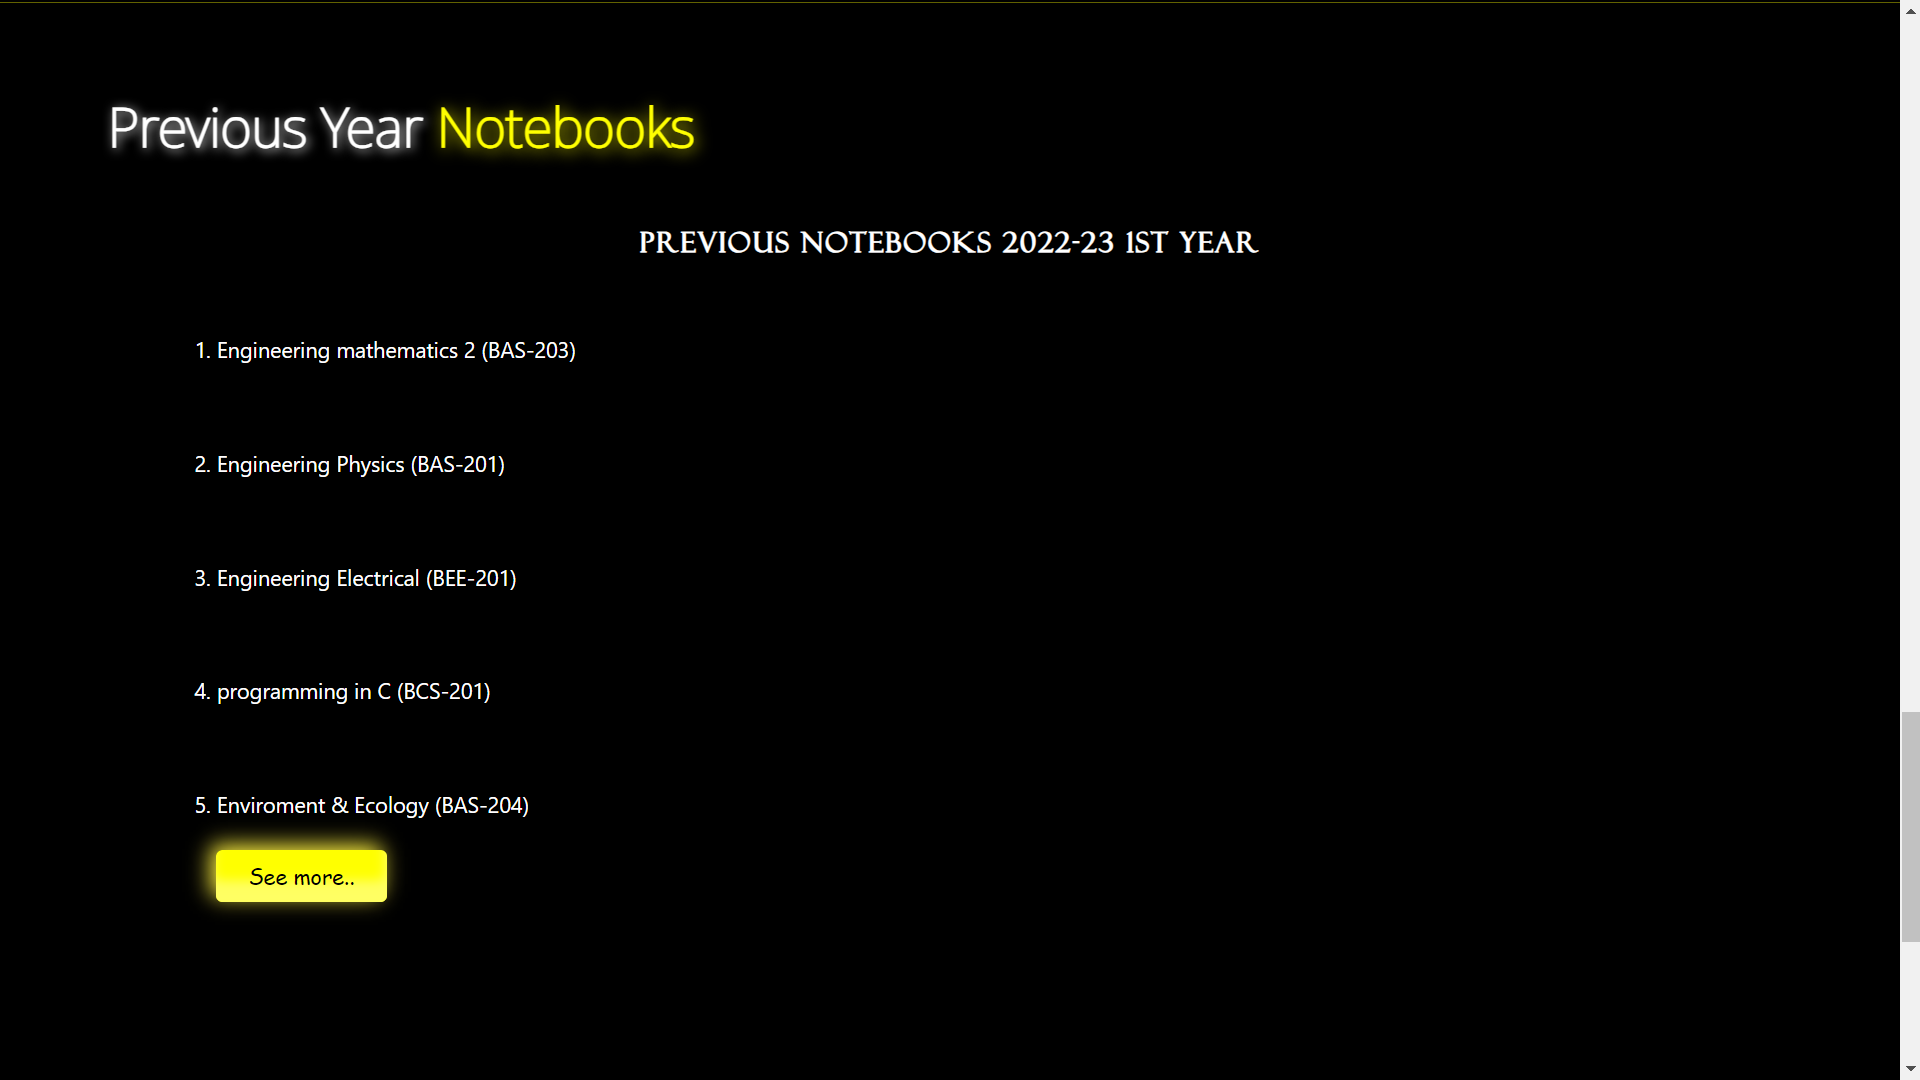 Previous Year Notebooks
PREVIOUS NOTEBOOKS 2022-23 1ST YEAR
1. Engineering mathematics 2 (BAS-203)
2. Engineering Physics (BAS-201)
3. Engineering Electrical (BEE-201)
4. programming in C (BCS-201)
5. Enviroment & Ecology (BAS-204)
See more..